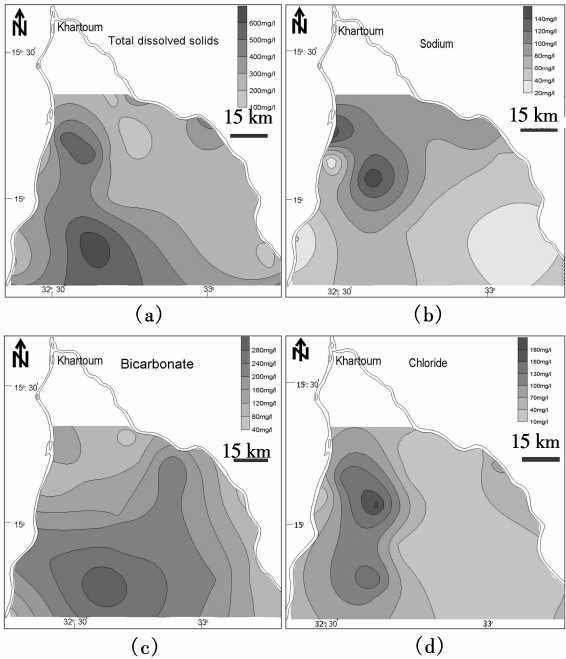 N
Khartoum
Total dissolved solids
600mg/l
500mg/l
400mg/l
300mg/l
200mg/l
100mg/l
15 km
15° 30'
15°
32° 30
33°
(a)
N
Khartoum
Sodium
140mg/l
120mg/l
100mg/l
80mg/l
60mg/l
40mg/l
20mg/l
15 km
15° 30'
15°
32° 30
33°
(b)
N
Khartoum
Bicarbonate
280mg/l
240mg/l
200mg/l
160mg/l
120mg/l
80mg/l
40mg/l
15 km
15° 30'
15°
32° 30
33°
(c)
N
Khartoum
Chloride
180mg/l
160mg/l
130mg/l
100mg/l
70mg/l
40mg/l
10mg/l
15 km
15° 30'
15°
32° 30
33°
(d)